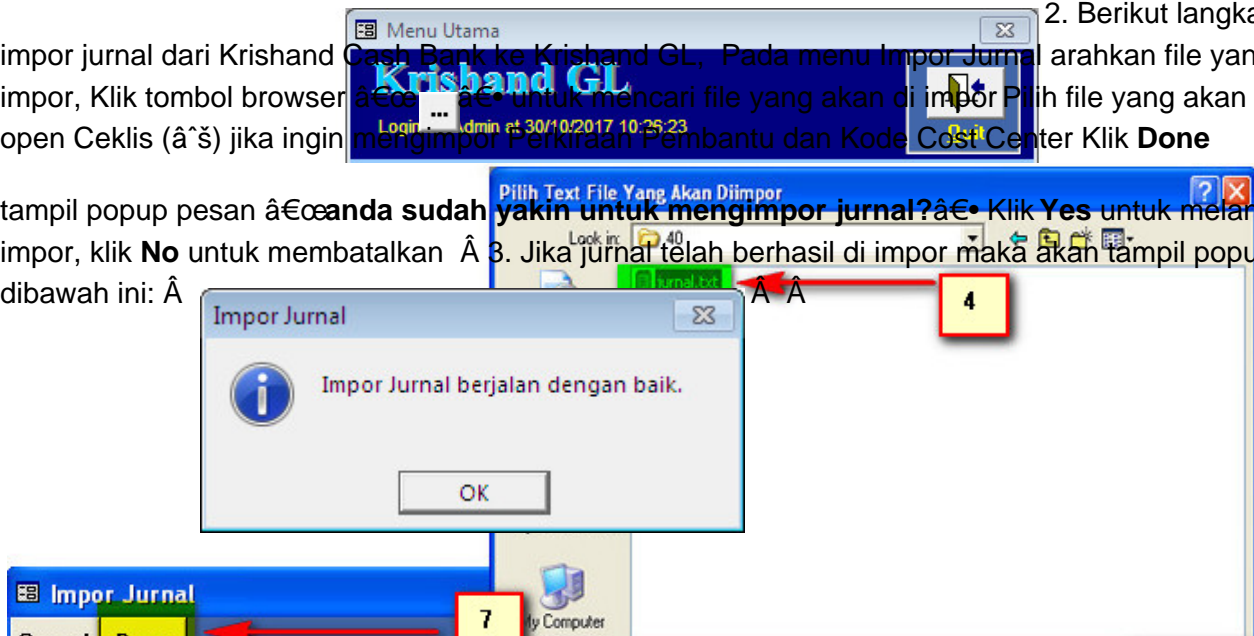 2. Berikut langka
Menu Utama
impor jurnal dari Krishand Cash Bank ke Krishand GL, Pada menu Impor Jurnal arahkan file yan
Krishand GL
impor, Klik tombol browser â€œ ... â€• untuk mencari file yang akan di impor Pilih file yang akan
Login Admin at 30/10/2017 10:26:23
Quit
open Ceklis (âˆš) jika ingin mengimpor Perkiraan Pembantu dan Kode Cost Center Klik Done
Pilih Text File Yang Akan Diimpor
tampil popup pesan â€œanda sudah yakin untuk mengimpor jurnal?â€• Klik Yes untuk melan
Look in: 40
impor, klik No untuk membatalkan Â 3. Jika jurnal telah berhasil di impor maka akan tampil popu
jurnal.txt
dibawah ini: Â Â Â
4
Impor Jurnal
Impor Jurnal berjalan dengan baik.
OK
My Computer
Impor Jurnal
7